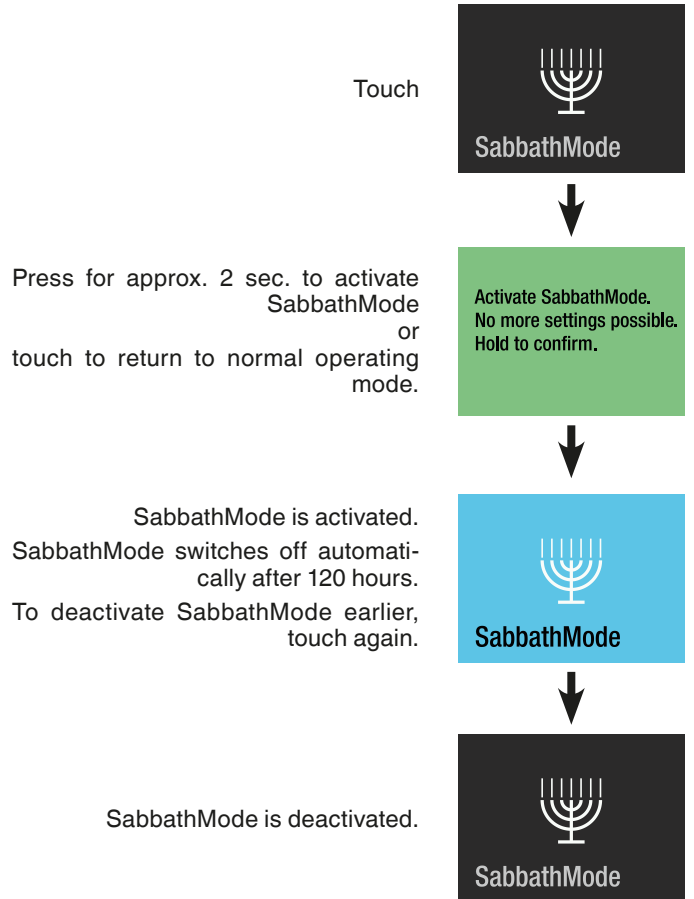 Touch
SabbathMode
Press for approx. 2 sec. to activate
SabbathMode
or
touch to return to normal operating
mode.
Activate SabbathMode.
No more settings possible.
Hold to confirm.
SabbathMode is activated.
SabbathMode switches off automati-
cally after 120 hours.
To deactivate SabbathMode earlier,
touch again.
SabbathMode
SabbathMode is deactivated.
SabbathMode